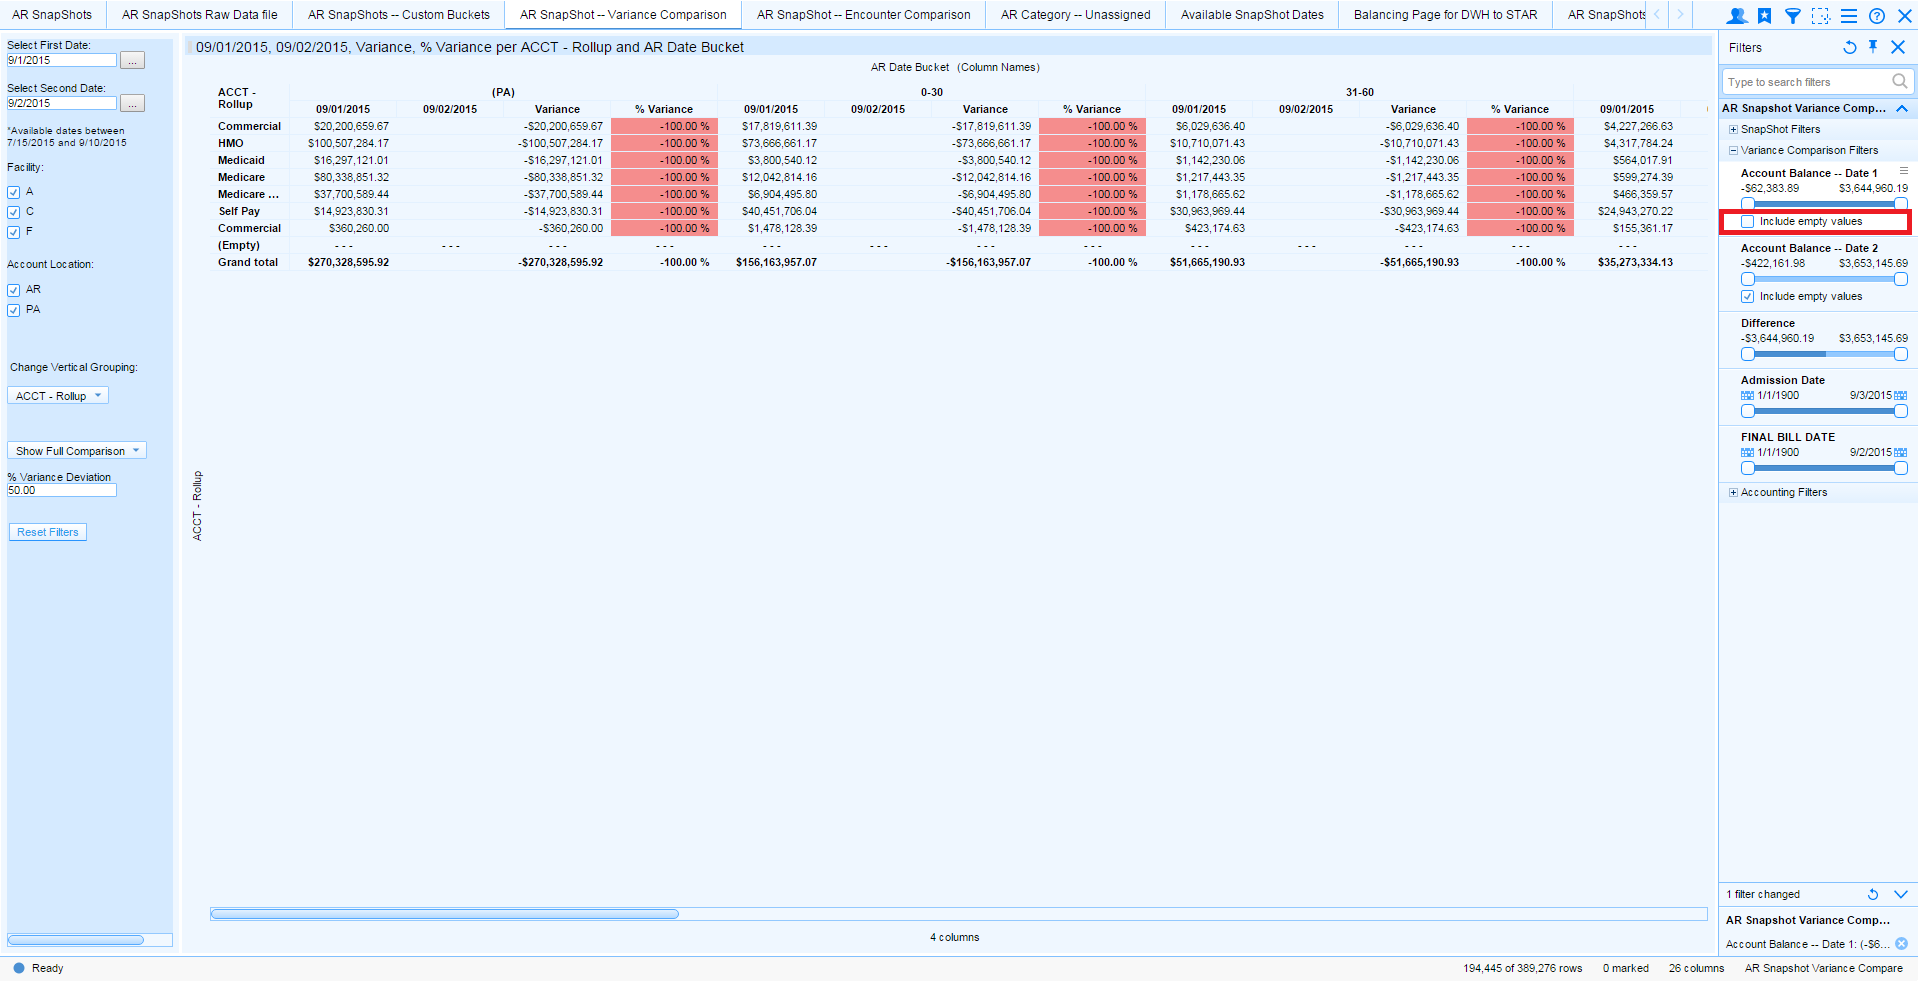 AR SnapShots
AR SnapShots Raw Data file
AR SnapShots -- Custom Buckets
AR SnapShot -- Variance Comparison
AR SnapShot -- Encounter Comparison
AR Category -- Unassigned
Available SnapShot Dates
Balancing Page for DWH to STAR
AR SnapShots
Select First Date:
9/1/2015
...
Select Second Date:
9/2/2015
...
*Available dates between
7/15/2015 and 9/10/2015
Facility:
A
C
F
Account Location:
AR
PA
Change Vertical Grouping:
ACCT - Rollup
Show Full Comparison
% Variance Deviation
50.00
Reset Filters
09/01/2015, 09/02/2015, Variance, % Variance per ACCT - Rollup and AR Date Bucket
AR Date Bucket (Column Names)
ACCT - Rollup (PA) 0-30 31-60
09/01/2015 09/02/2015 Variance % Variance 09/01/2015 09/02/2015 Variance % Variance 09/01/2015 09/02/2015 Variance % Variance 09/01/2015
Commercial $20,200,659.67 -$20,200,659.67 -100.00 % $17,819,611.39 -$17,819,611.39 -100.00 % $6,029,636.40 -$6,029,636.40 -100.00 % $4,227,266.63
HMO $100,507,284.17 -$100,507,284.17 -100.00 % $73,666,661.17 -$73,666,661.17 -100.00 % $10,710,071.43 -$10,710,071.43 -100.00 % $4,317,784.24
Medicaid $16,297,121.01 -$16,297,121.01 -100.00 % $3,800,540.12 -$3,800,540.12 -100.00 % $1,142,230.06 -$1,142,230.06 -100.00 % $564,017.91
Medicare $80,338,851.32 -$80,338,851.32 -100.00 % $12,042,814.16 -$12,042,814.16 -100.00 % $1,217,443.35 -$1,217,443.35 -100.00 % $599,274.39
Medicare ... $37,700,589.44 -$37,700,589.44 -100.00 % $6,904,495.80 -$6,904,495.80 -100.00 % $1,178,665.62 -$1,178,665.62 -100.00 % $466,359.57
Self Pay $14,923,830.31 -$14,923,830.31 -100.00 % $40,451,706.04 -$40,451,706.04 -100.00 % $30,963,969.44 -$30,963,969.44 -100.00 % $24,943,270.22
Commercial $360,260.00 -$360,260.00 -100.00 % $1,478,128.39 -$1,478,128.39 -100.00 % $423,174.63 -$423,174.63 -100.00 % $155,361.17
(Empty) - - - - - - - - - - - - - - - - - - - - - - - - - - - - - - - - - - - - - - -
Grand total $270,328,595.92 -$270,328,595.92 -100.00 % $156,163,957.07 -$156,163,957.07 -100.00 % $51,665,190.93 -$51,665,190.93 -100.00 % $35,273,334.13
ACCT - Rollup
4 columns
Filters
Type to search filters
AR Snapshot Variance Comp...
SnapShot Filters
Variance Comparison Filters
Account Balance -- Date 1
-$62,383.89 $3,644,960.19
Include empty values
Account Balance -- Date 2
-$422,161.98 $3,653,145.69
Include empty values
Difference
-$3,644,960.19 $3,653,145.69
Admission Date
1/1/1900 9/3/2015
FINAL BILL DATE
1/1/1900 9/2/2015
Accounting Filters
1 filter changed
AR Snapshot Variance Comp...
Account Balance -- Date 1: (-$6...
Ready
194,445 of 389,276 rows 0 marked 26 columns AR Snapshot Variance Compare